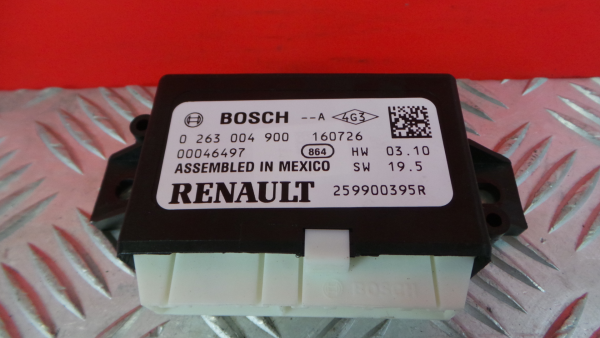 BOSCH --A 4G3
0 263 004 900 160726
00046497 864 HW 03.10
ASSEMBLED IN MEXICO SW 19.5
RENAULT 259900395R
BOSCH